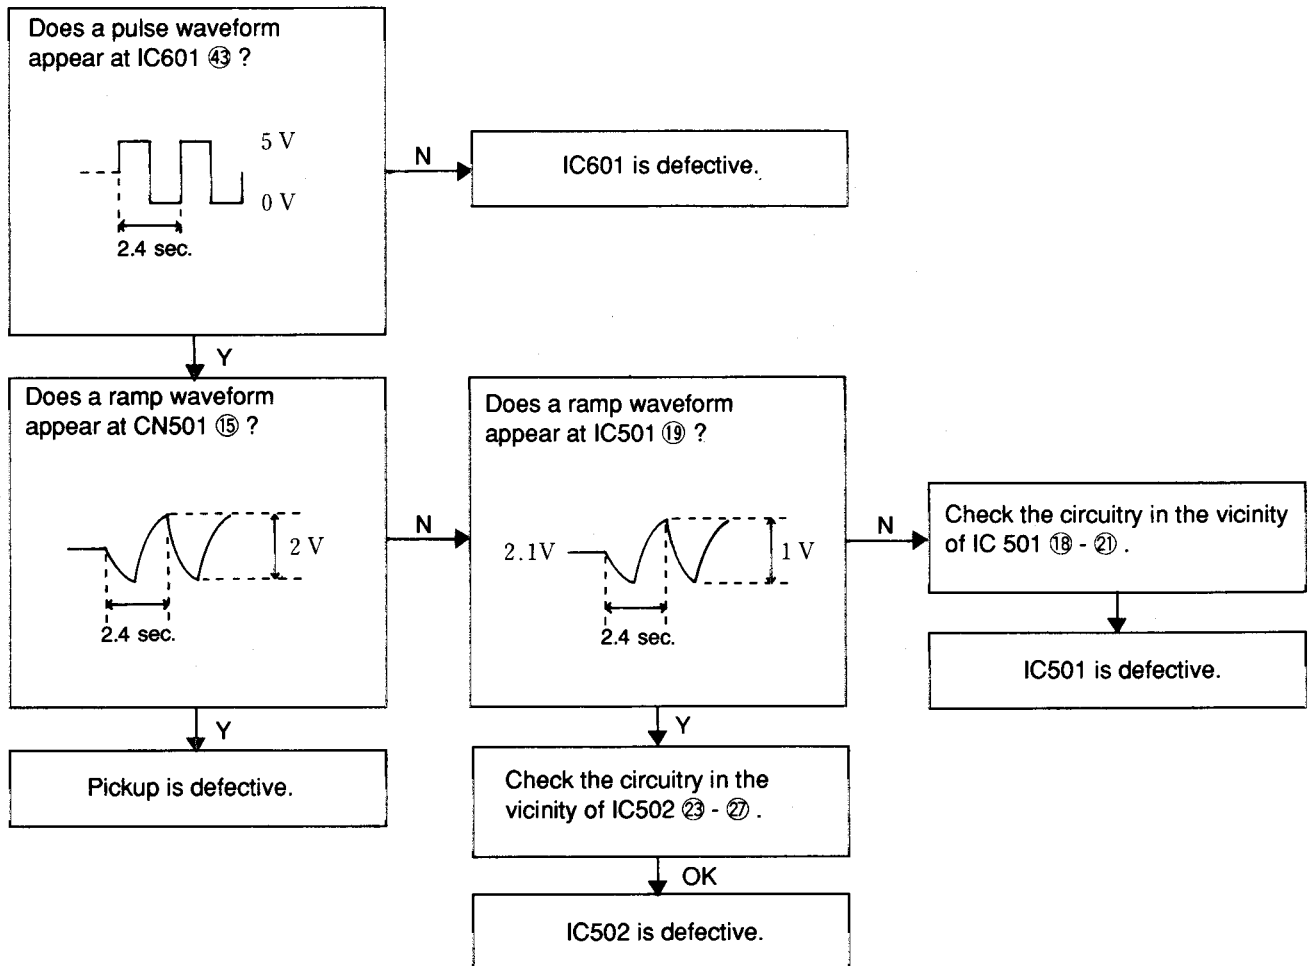 Does a pulse waveform
appear at IC601 ㊸ ?
5 V
0 V
2.4 sec.
N
IC601 is defective.
Y
Does a ramp waveform
appear at CN501 ⑮ ?
2 V
2.4 sec.
N
Does a ramp waveform
appear at IC501 ⑲ ?
2.1V
1 V
2.4 sec.
N
Check the circuitry in the vicinity
of IC 501 ⑱ - ㉑ .
IC501 is defective.
Y
Pickup is defective.
Y
Check the circuitry in the
vicinity of IC502 ㉓ - ㉗ .
OK
IC502 is defective.